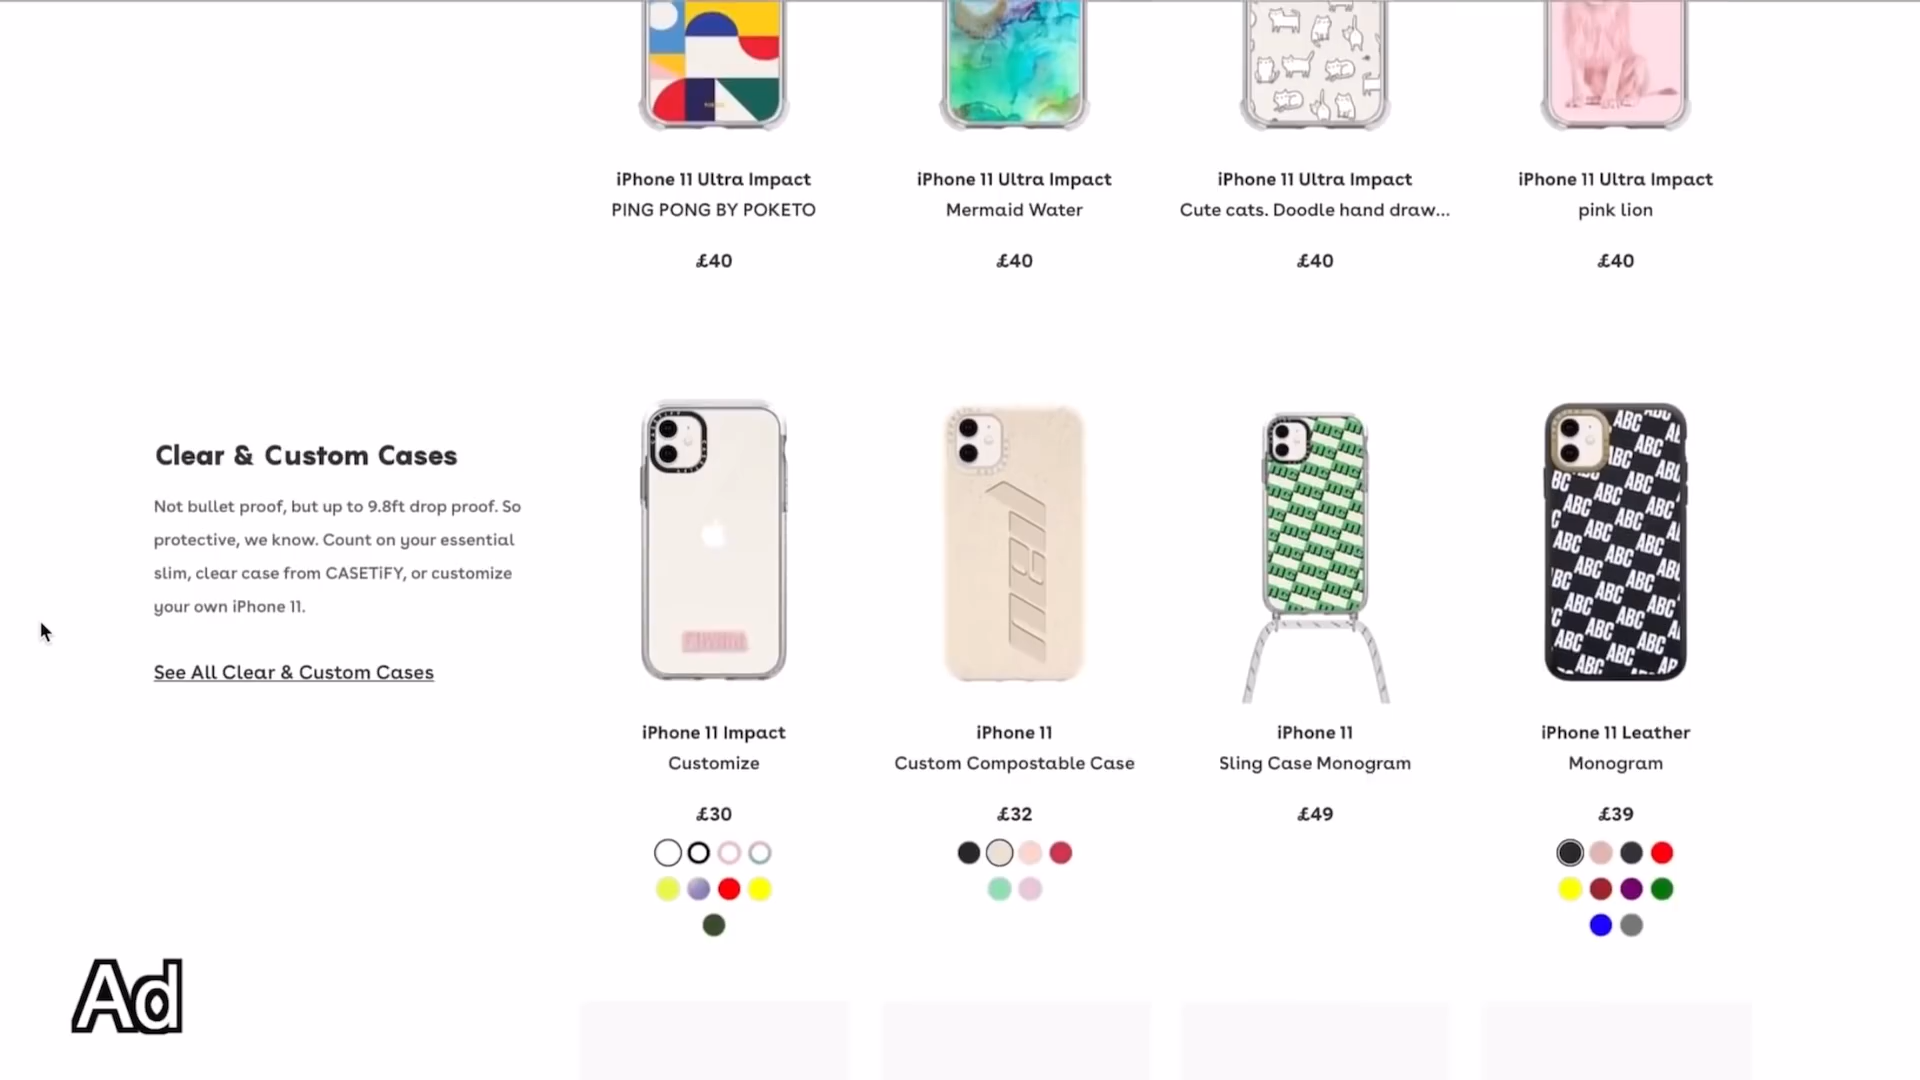 iPhone 11 Ultra Impact
PING PONG BY POKETO
£40
iPhone 11 Ultra Impact
Mermaid Water
£40
iPhone 11 Ultra Impact
Cute cats. Doodle hand draw...
£40
iPhone 11 Ultra Impact
pink lion
£40
Clear & Custom Cases
Not bullet proof, but up to 9.8ft drop proof. So
protective, we know. Count on your essential
slim, clear case from CASETiFY, or customize
your own iPhone 11.
See All Clear & Custom Cases
iPhone 11 Impact
Customize
£30
iPhone 11
Custom Compostable Case
£32
iPhone 11
Sling Case Monogram
£49
ABC
iPhone 11 Leather
Monogram
£39
Ad